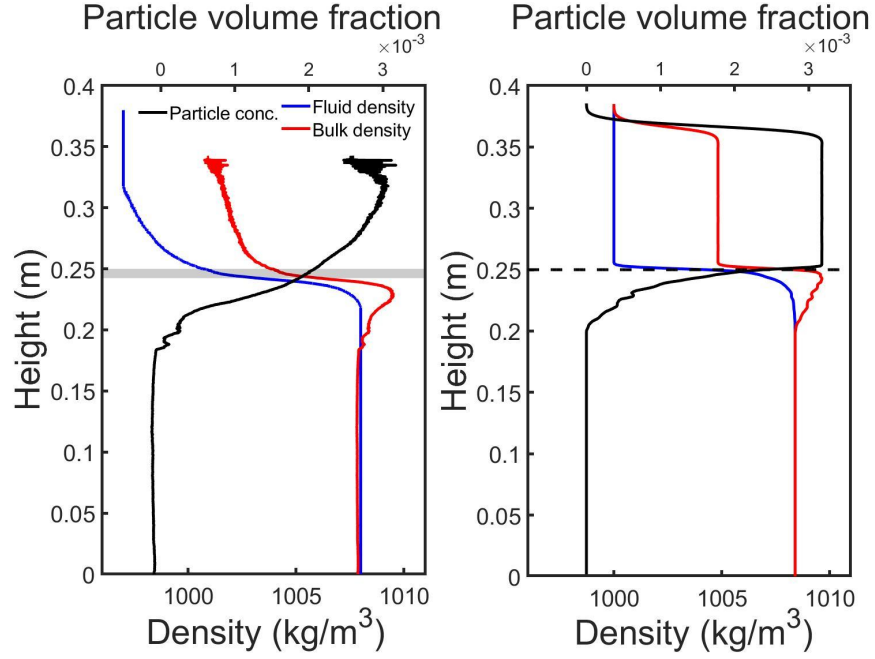 Particle volume fraction
×10⁻³
0 1 2 3
Particle conc.
Fluid density
Bulk density
0.4
0.35
0.3
0.25
0.2
0.15
0.1
0.05
0
Height (m)
1000 1005 1010
Density (kg/m³)
Particle volume fraction
×10⁻³
0 1 2 3
0.4
0.35
0.3
0.25
0.2
0.15
0.1
0.05
0
Height (m)
1000 1005 1010
Density (kg/m³)